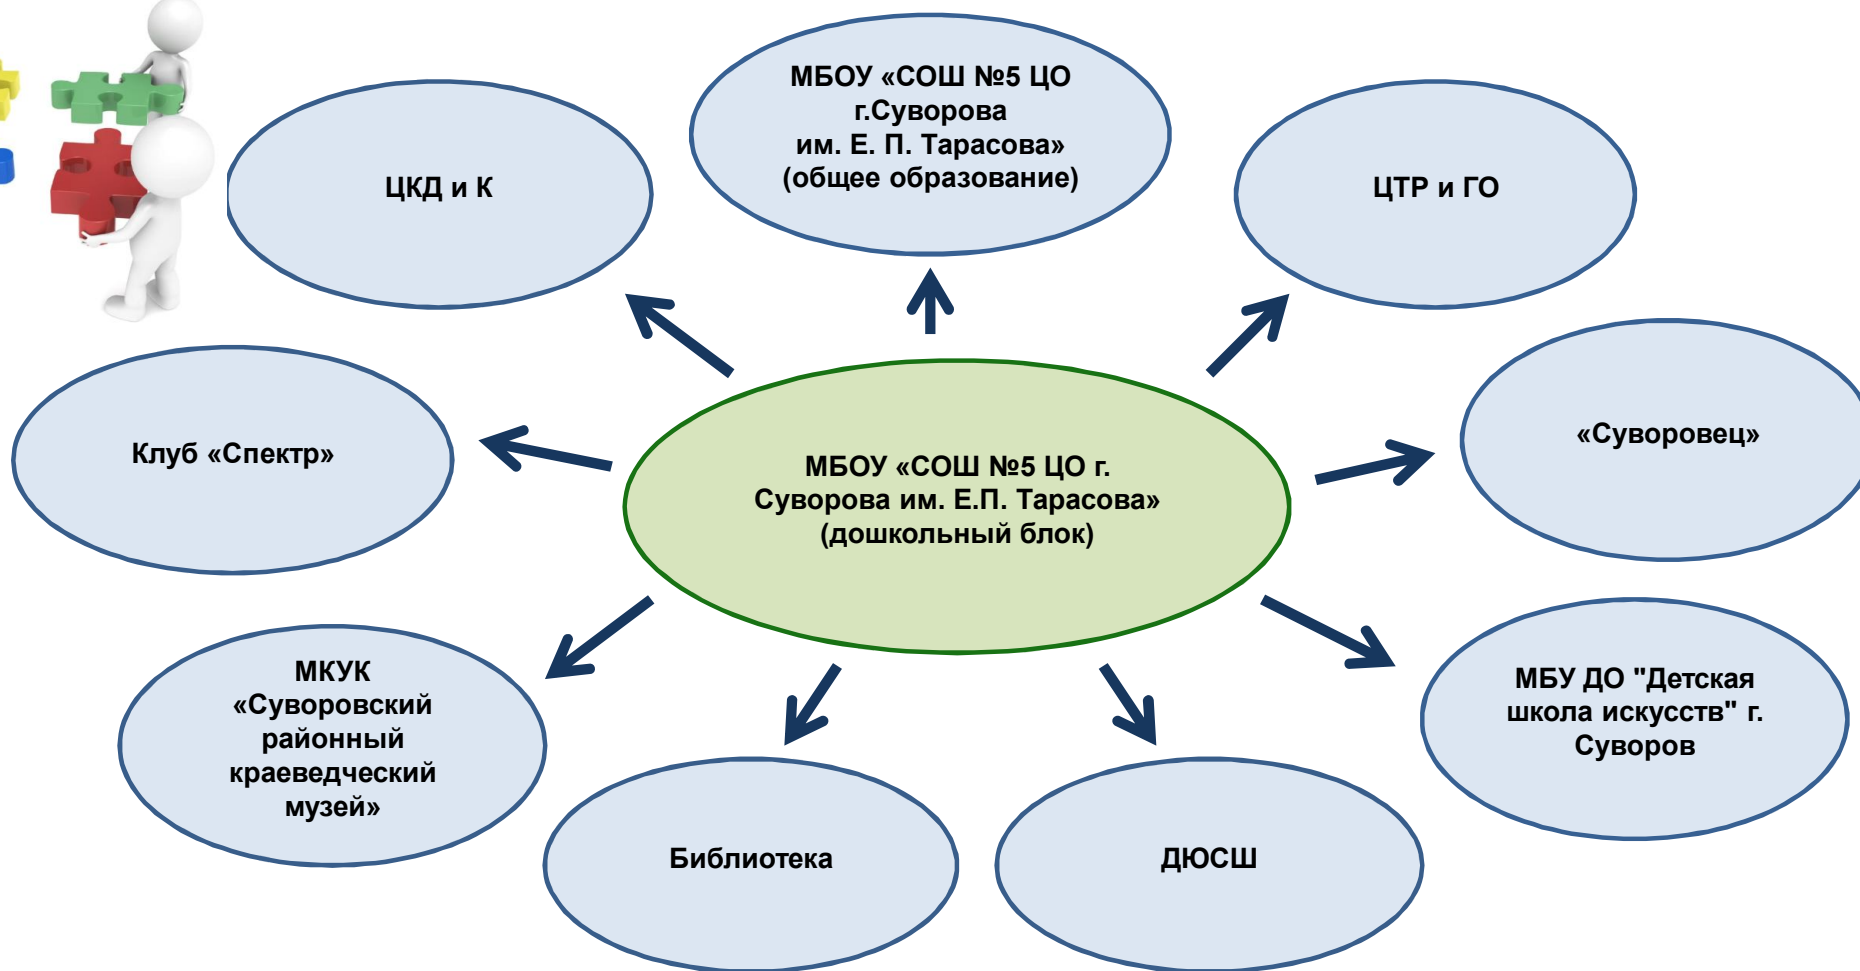 МБОУ «СОШ №5 ЦО
г.Суворова
им. Е. П. Тарасова»
(общее образование)
ЦКД и К
ЦТР и ГО
«Суворовец»
Клуб «Спектр»
МБОУ «СОШ №5 ЦО г.
Суворова им. Е.П. Тарасова»
(дошкольный блок)
МКУК
«Суворовский
районный
краеведческий
музей»
МБУ ДО "Детская
школа искусств" г.
Суворов
Библиотека
ДЮСШ